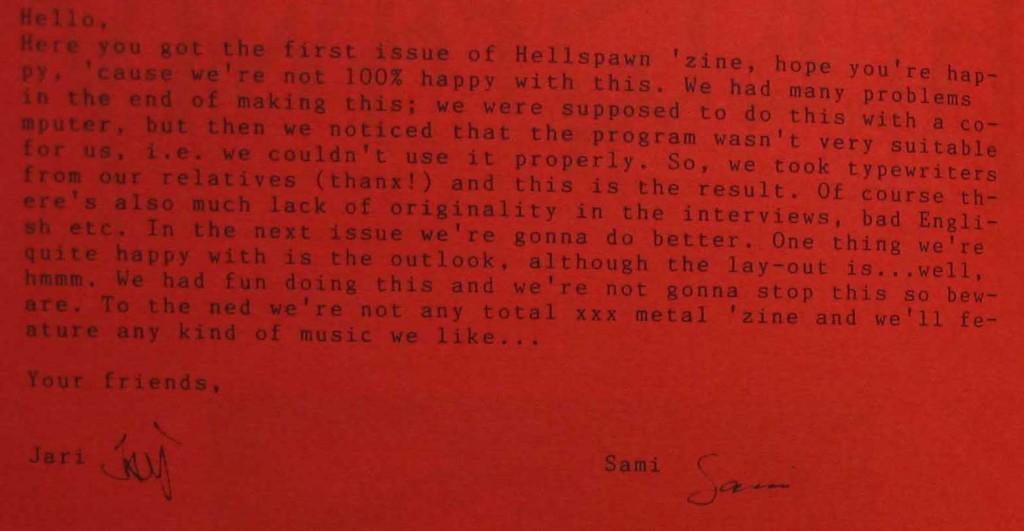 Hello,
Here you got the first issue of Hellspawn 'zine, hope you're hap-
py, 'cause we're not 100% happy with this. We had many problems
in the end of making this; we were supposed to do this with a co-
mputer, but then we noticed that the program wasn't very suitable
for us, i.e. we couldn't use it properly. So, we took typewriters
from our relatives (thanx!) and this is the result. Of course th-
ere's also much lack of originality in the interviews, bad Engli-
sh etc. In the next issue we're gonna do better. One thing we're
quite happy with is the outlook, although the lay-out is...well,
hmmm. We had fun doing this and we're not gonna stop this so bew-
are. To the ned we're not any total xxx metal 'zine and we'll fe-
ature any kind of music we like...
Your friends,
Jari Sami Sami